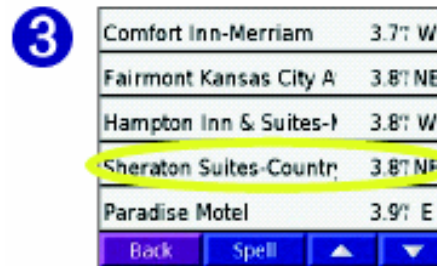 3
Comfort Inn-Merriam 3.7 W
Fairmont Kansas City A 3.8 NE
Hampton Inn & Suites- 3.8 W
Sheraton Suites-Country 3.8 NE
Paradise Motel 3.9 E
Back Spell